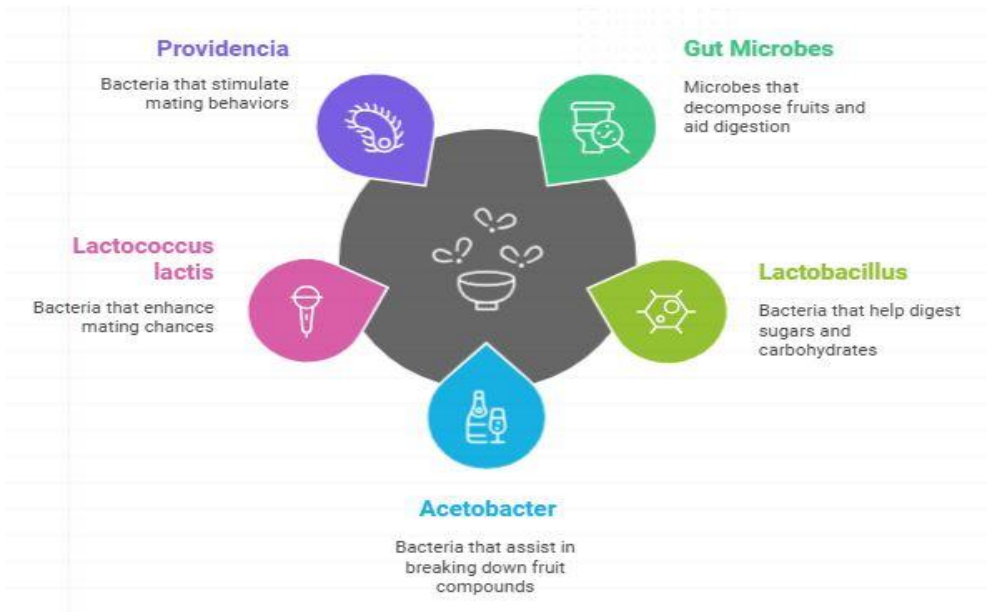 Providencia
Bacteria that stimulate
mating behaviors
Gut Microbes
Microbes that
decompose fruits and
aid digestion
Lactococcus
lactis
Bacteria that enhance
mating chances
Lactobacillus
Bacteria that help digest
sugars and
carbohydrates
Acetobacter
Bacteria that assist in
breaking down fruit
compounds